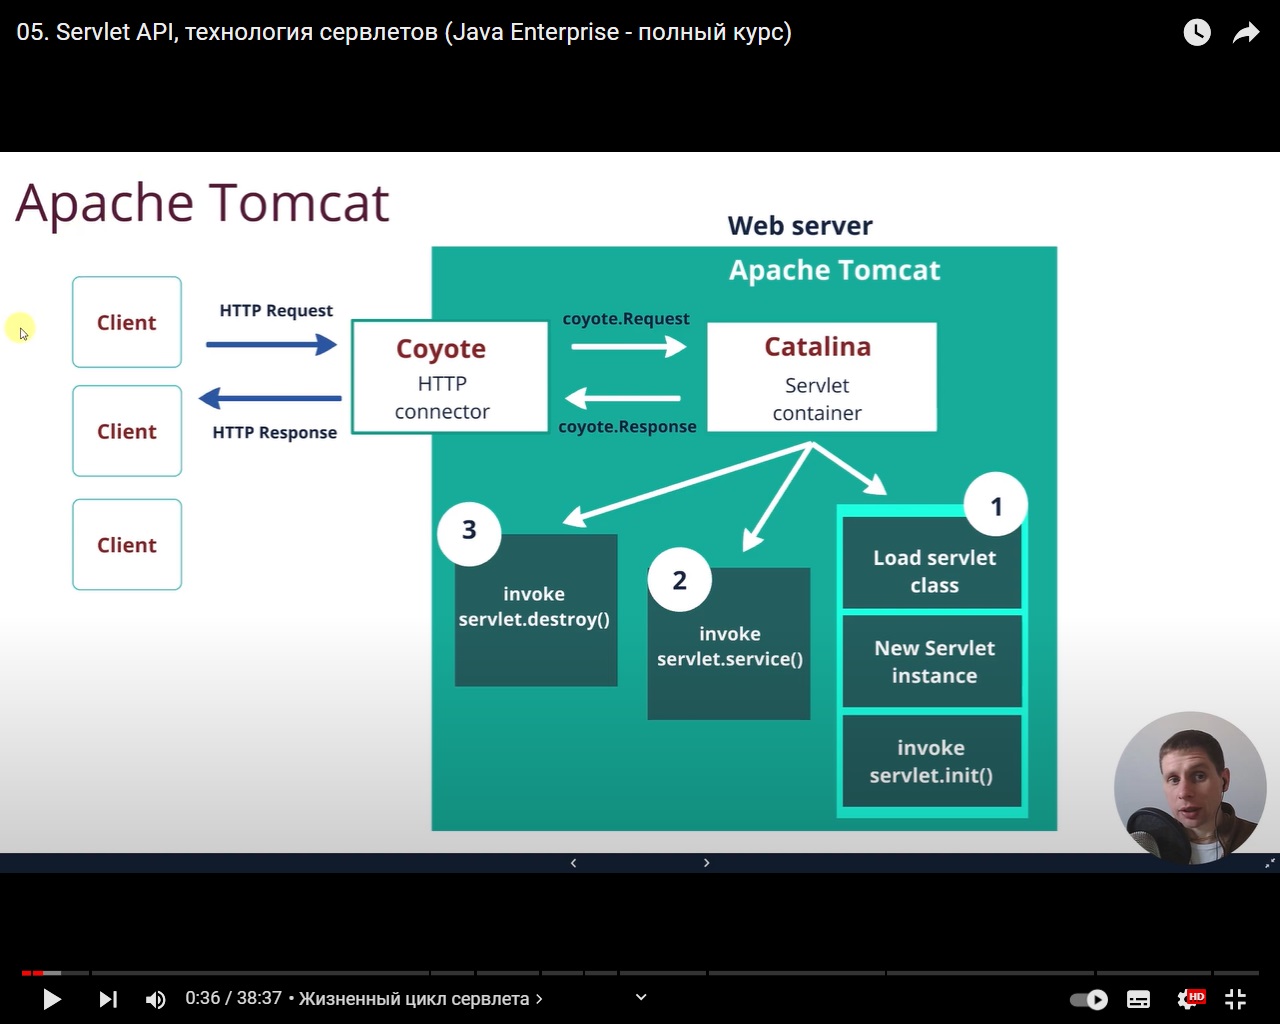 05. Servlet API, технология сервлетов (Java Enterprise - полный курс)
Apache Tomcat
Web server
Apache Tomcat
Client
Client
Client
HTTP Request
HTTP Response
Coyote
HTTP
connector
coyote.Request
coyote.Response
Catalina
Servlet
container
3
invoke
servlet.destroy()
2
invoke
servlet.service()
1
Load servlet
class
New Servlet
instance
invoke
servlet.init()
0:36 / 38:37 • Жизненный цикл сервлета
HD